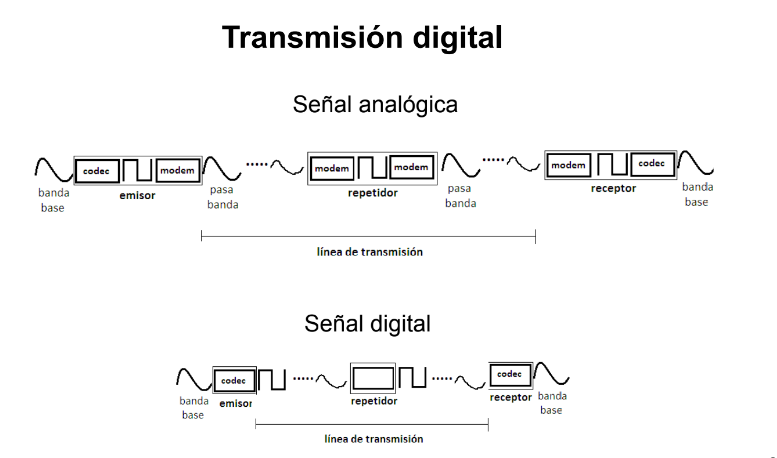 Transmisión digital
Señal analógica
codec
modem
modem
modem
modem
codec
banda
base
emisor
pasa
banda
repetidor
pasa
banda
receptor
banda
base
línea de transmisión
Señal digital
codec
codec
banda
base
emisor
repetidor
receptor
banda
base
línea de transmisión